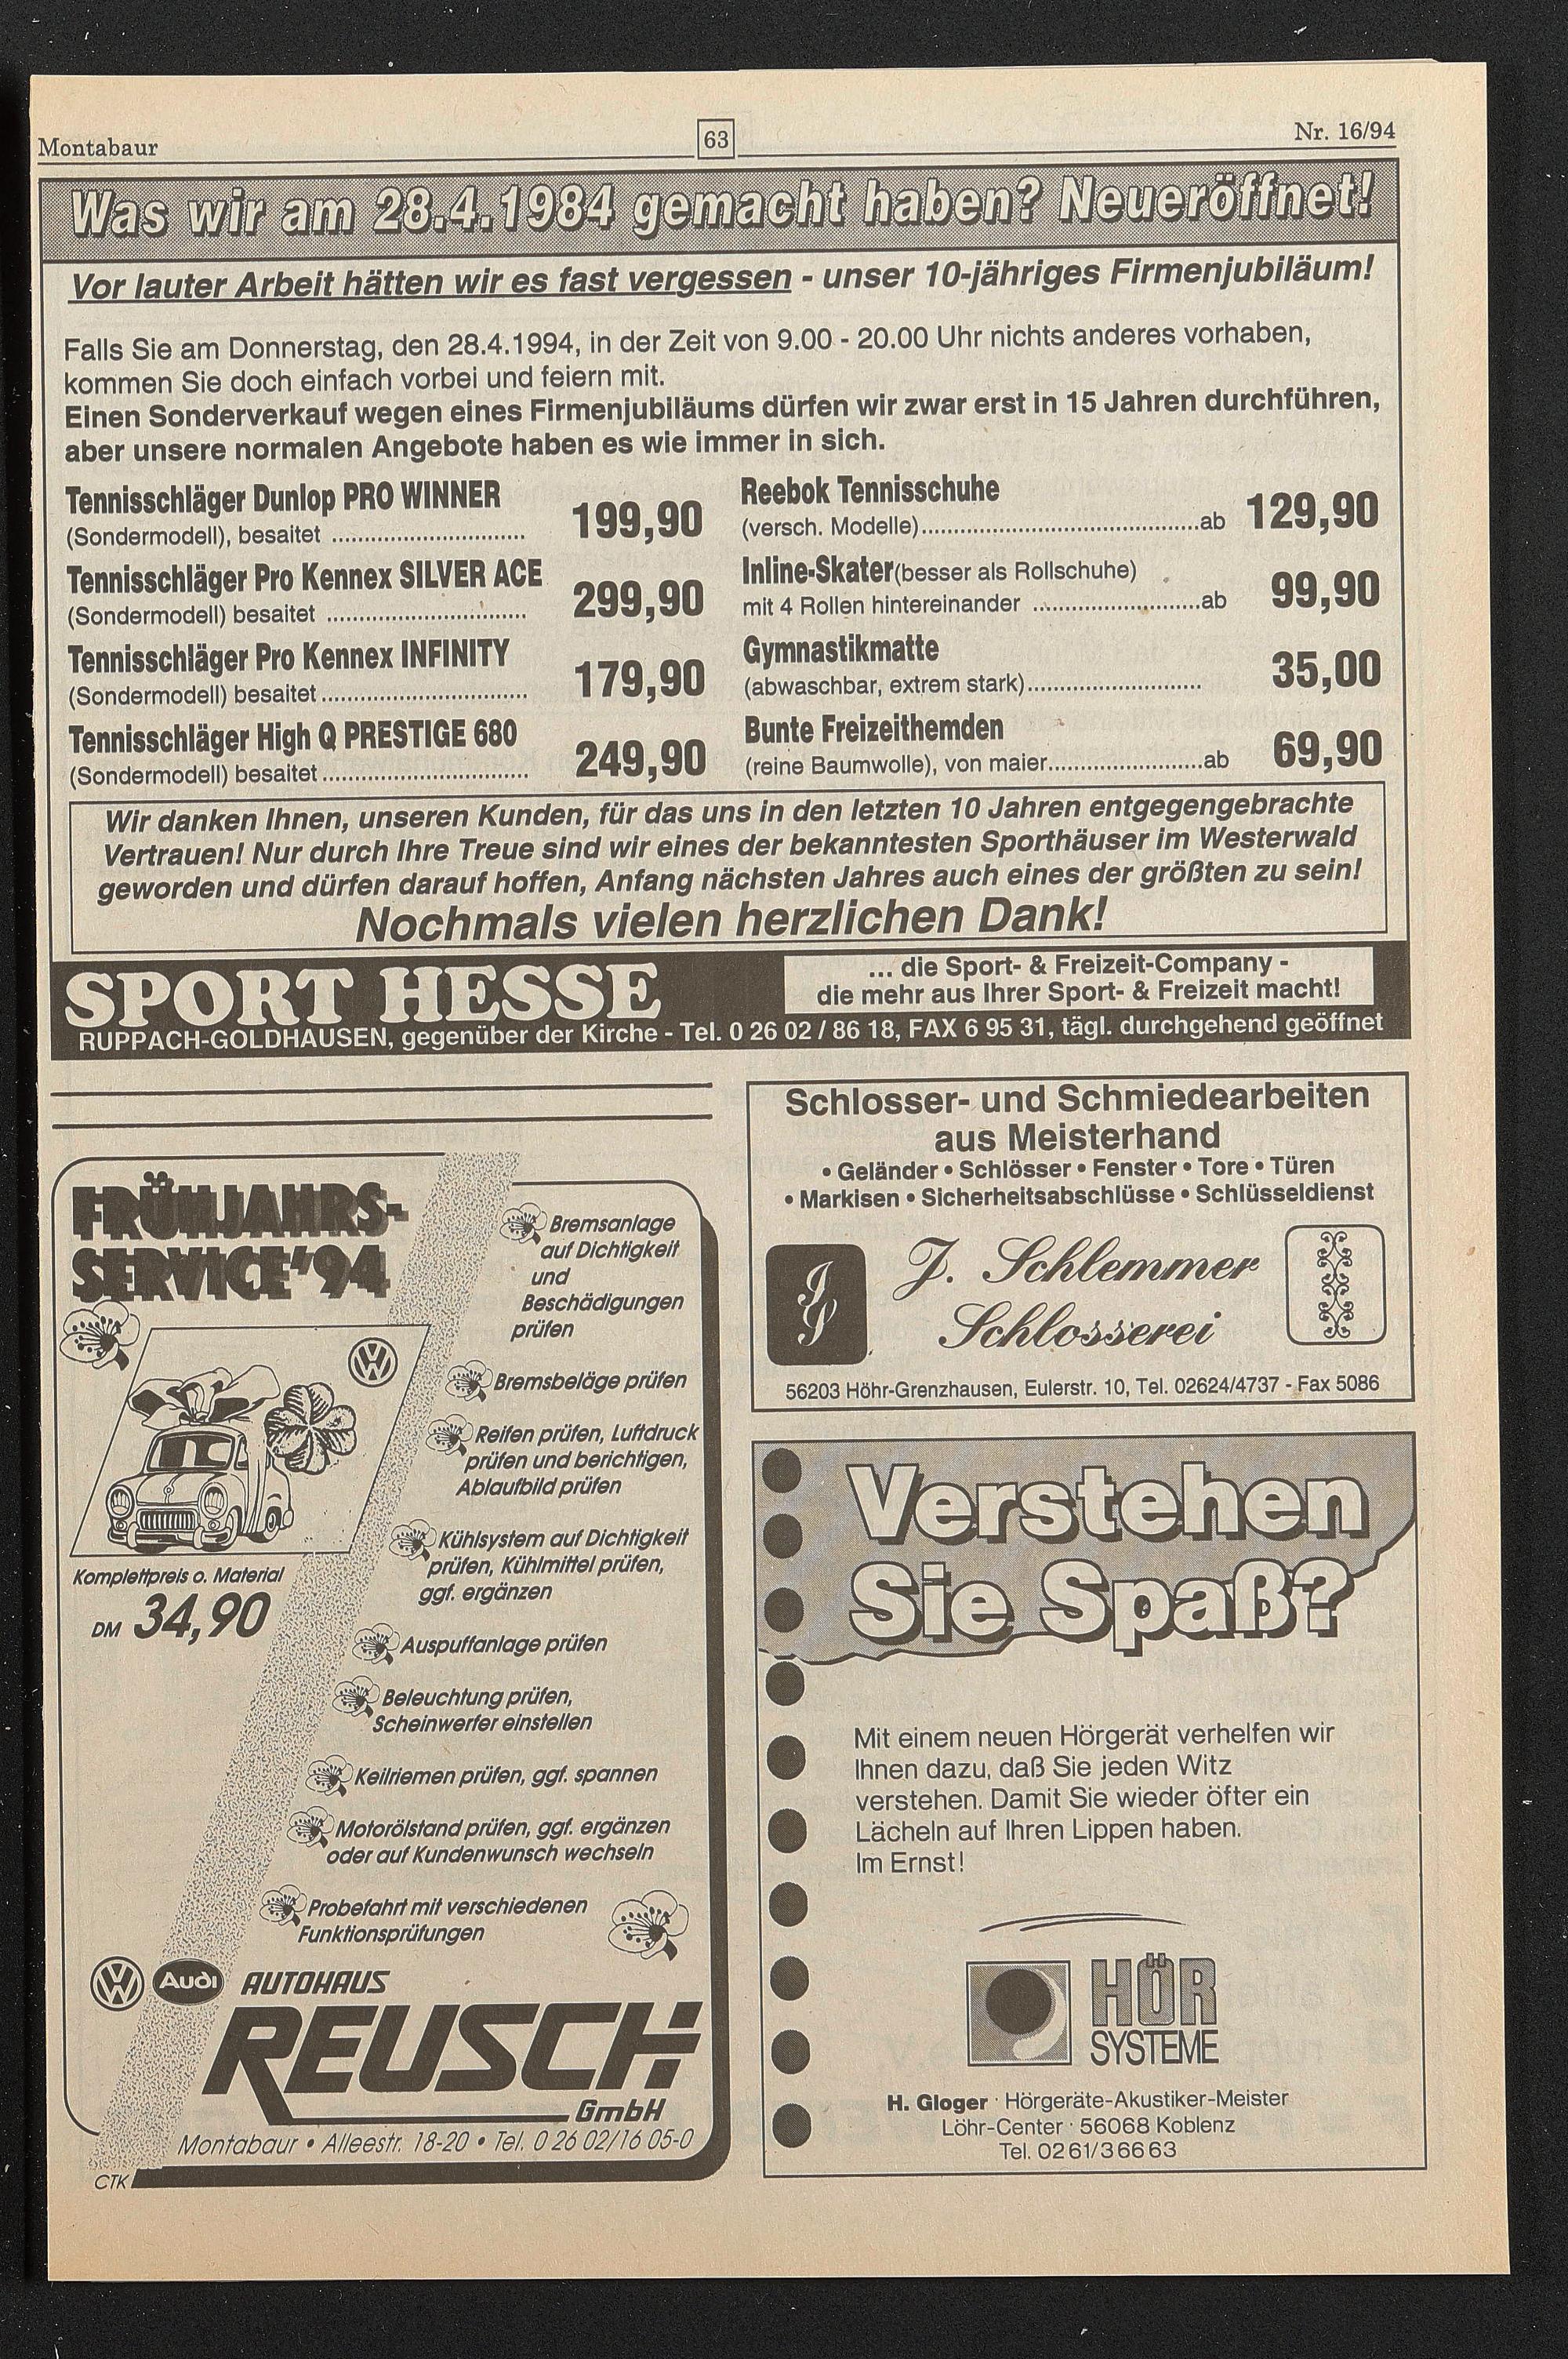 Montabaur
63
Nr. 16/94
Was wir am 28.4.1984 gemacht haben? Neueröffnet!
Vor lauter Arbeit hätten wir es fast vergessen - unser 10-jähriges Firmenjubiläum!
Falls Sie am Donnerstag, den 28.4.1994, in der Zeit von 9.00 - 20.00 Uhr nichts anderes vorhaben,
kommen Sie doch einfach vorbei und feiern mit.
Einen Sonderverkauf wegen eines Firmenjubiläums dürfen wir zwar erst in 15 Jahren durchführen,
aber unsere normalen Angebote haben es wie immer in sich.
Tennisschläger Dunlop PRO WINNER
(Sondermodell), besaitet .............................. 199,90
Tennisschläger Pro Kennex SILVER ACE
(Sondermodell) besaitet .............................. 299,90
Tennisschläger Pro Kennex INFINITY
(Sondermodell) besaitet .............................. 179,90
Tennisschläger High Q PRESTIGE 680
(Sondermodell) besaitet .............................. 249,90
Reebok Tennisschuhe
(versch. Modelle) .............................. ab 129,90
Inline-Skater (besser als Rollschuhe)
mit 4 Rollen hintereinander .............................. ab 99,90
Gymnastikmatte
(abwaschbar, extrem stark) .............................. 35,00
Bunte Freizeithemden
(reine Baumwolle), von maier .............................. ab 69,90
Wir danken Ihnen, unseren Kunden, für das uns in den letzten 10 Jahren entgegengebrachte
Vertrauen! Nur durch Ihre Treue sind wir eines der bekanntesten Sporthäuser im Westerwald
geworden und dürfen darauf hoffen, Anfang nächsten Jahres auch eines der größten zu sein!
Nochmals vielen herzlichen Dank!
SPORT HESSE
... die Sport- & Freizeit-Company -
die mehr aus Ihrer Sport- & Freizeit macht!
RUPPACH-GOLDHAUSEN, gegenüber der Kirche - Tel. 0 26 02 / 86 18, FAX 6 95 31, tägl. durchgehend geöffnet
FRÜHJAHRS-
SERVICE'94
VW
Komplettpreis o. Material
DM 34,90
Bremsanlage
auf Dichtigkeit
und
Beschädigungen
prüfen
Bremsbeläge prüfen
Reifen prüfen, Luftdruck
prüfen und berichtigen,
Ablaufbild prüfen
Kühlsystem auf Dichtigkeit
prüfen, Kühlmittel prüfen,
ggf. ergänzen
Auspuffanlage prüfen
Beleuchtung prüfen,
Scheinwerfer einstellen
Keilriemen prüfen, ggf. spannen
Motorölstand prüfen, ggf. ergänzen
oder auf Kundenwunsch wechseln
Probefahrt mit verschiedenen
Funktionsprüfungen
VW Audi AUTOHAUS
REUSCH
GmbH
Montabaur • Alleestr. 18-20 • Tel. 0 26 02/16 05-0
CTK
Schlosser- und Schmiedearbeiten
aus Meisterhand
• Geländer • Schlösser • Fenster • Tore • Türen
• Markisen • Sicherheitsabschlüsse • Schlüsseldienst
J. Schlemmer
Schlosserei
56203 Höhr-Grenzhausen, Eulerstr. 10, Tel. 02624/4737 - Fax 5086
Verstehen
Sie Spaß?
Mit einem neuen Hörgerät verhelfen wir
Ihnen dazu, daß Sie jeden Witz
verstehen. Damit Sie wieder öfter ein
Lächeln auf Ihren Lippen haben.
Im Ernst!
HÖR
SYSTEME
H. Gloger · Hörgeräte-Akustiker-Meister
Löhr-Center · 56068 Koblenz
Tel. 02 61/3 66 63